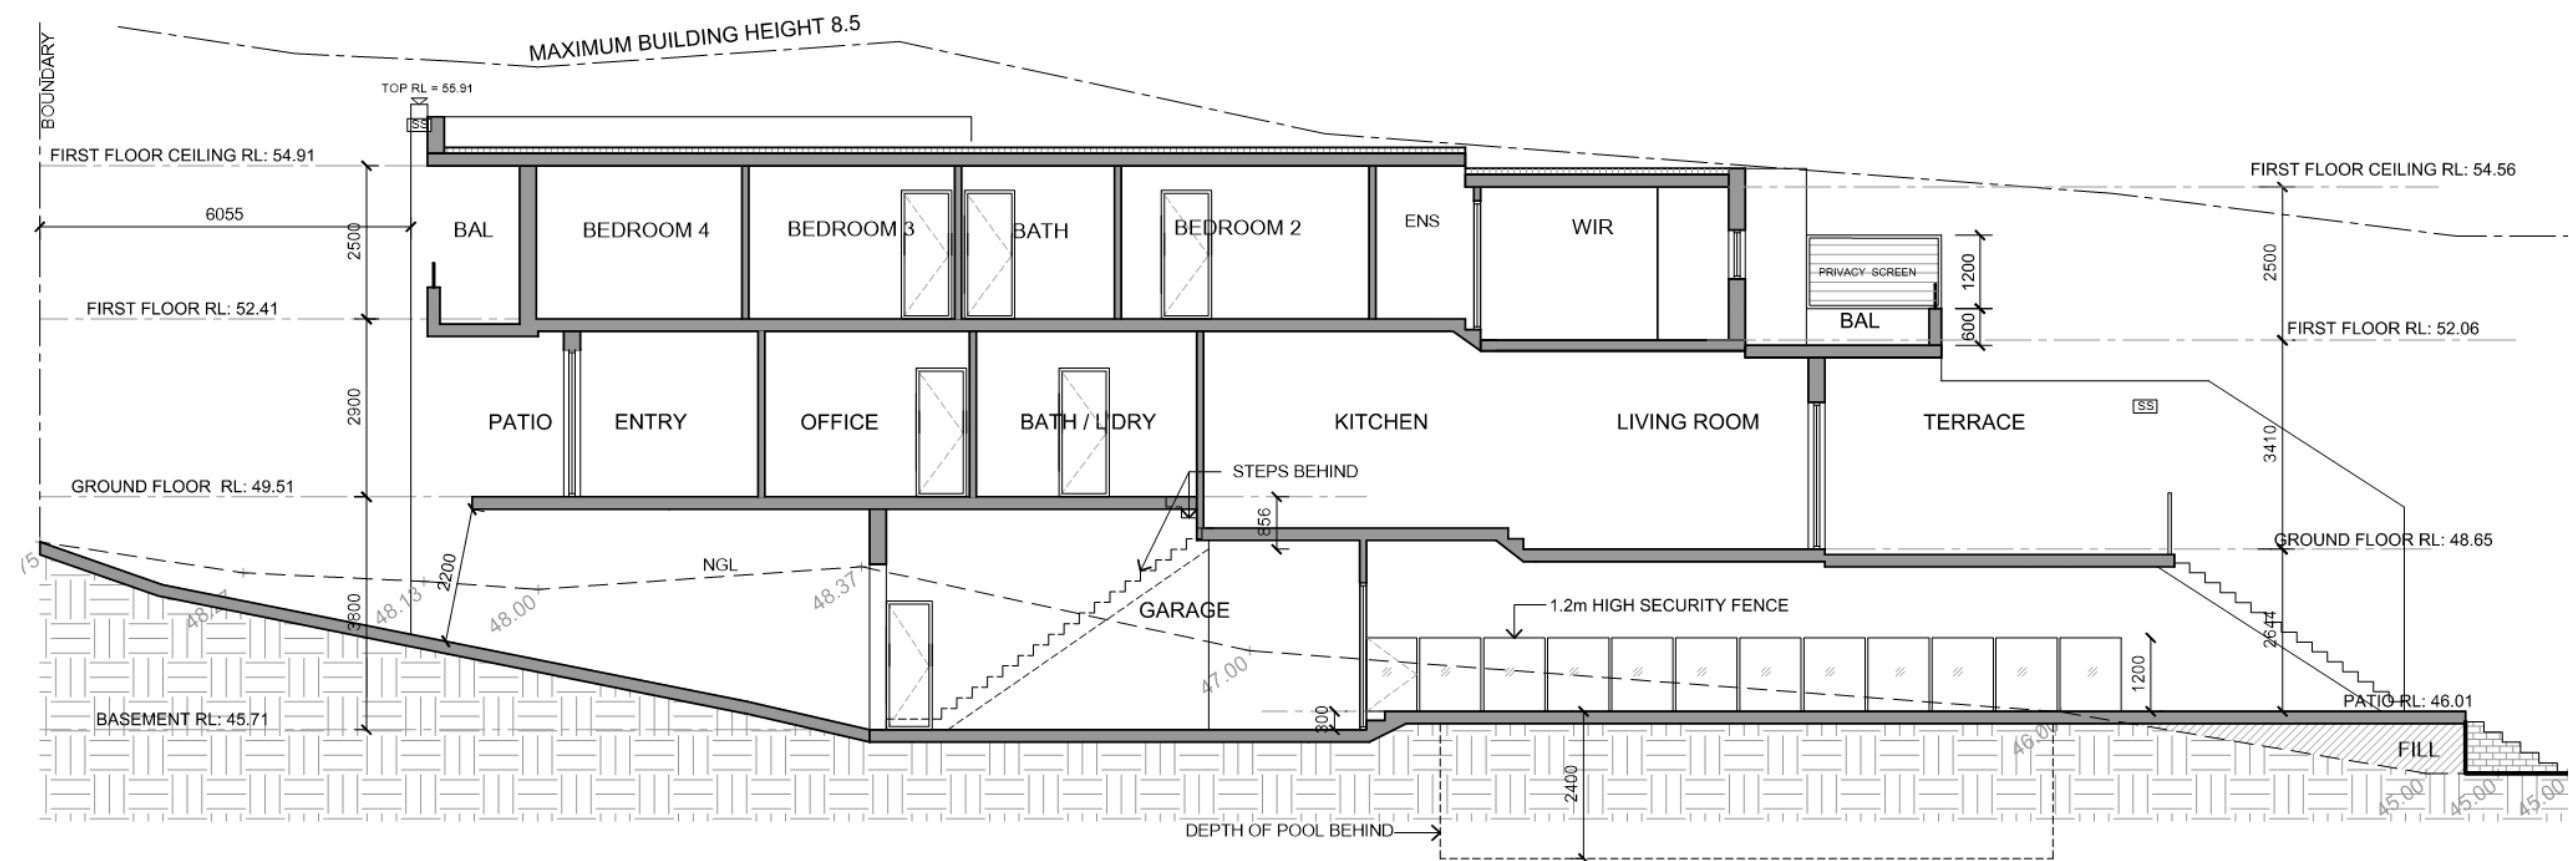 MAXIMUM BUILDING HEIGHT 8.5
BOUNDARY
TOP RL = 55.91
SS
FIRST FLOOR CEILING RL: 54.91
FIRST FLOOR CEILING RL: 54.56
6055
2500
BAL
BEDROOM 4
BEDROOM 3
BATH
BEDROOM 2
ENS
WIR
PRIVACY SCREEN
1200
2500
FIRST FLOOR RL: 52.41
BAL
600
FIRST FLOOR RL: 52.06
2900
PATIO
ENTRY
OFFICE
BATH / L'DRY
KITCHEN
LIVING ROOM
TERRACE
SS
3410
STEPS BEHIND
GROUND FLOOR RL: 49.51
856
GROUND FLOOR RL: 48.65
2200
NGL
48.13
48.00
48.37
3800
GARAGE
1.2m HIGH SECURITY FENCE
2644
47.00
1200
BASEMENT RL: 45.71
300
PATIO RL: 46.01
FILL
2400
45.00
45.00
45.00
DEPTH OF POOL BEHIND